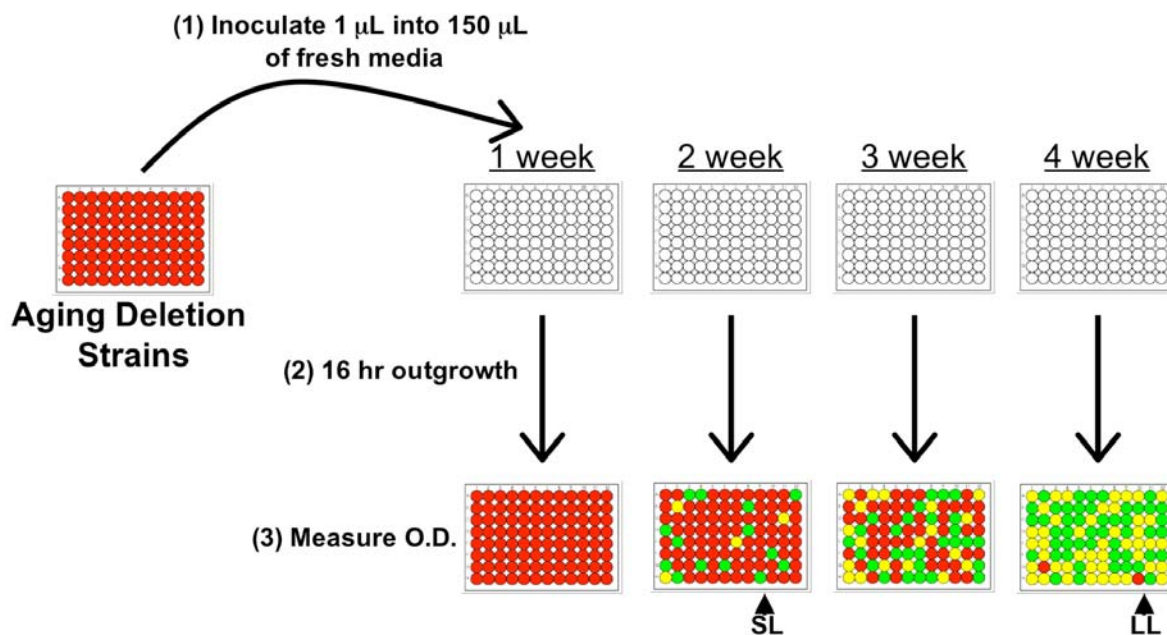 (1) Inoculate 1 μL into 150 μL
of fresh media
1 week
2 week
3 week
4 week
Aging Deletion
Strains
(2) 16 hr outgrowth
(3) Measure O.D.
SL
LL